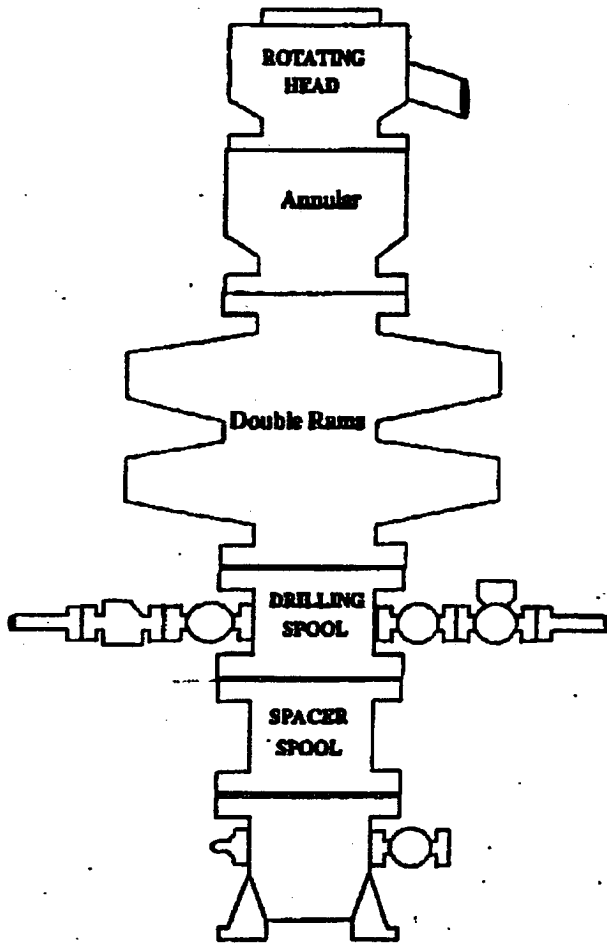 ROTATING
HEAD
Annular
Double Rams
DRILLING
SPOOL
SPACER
SPOOL